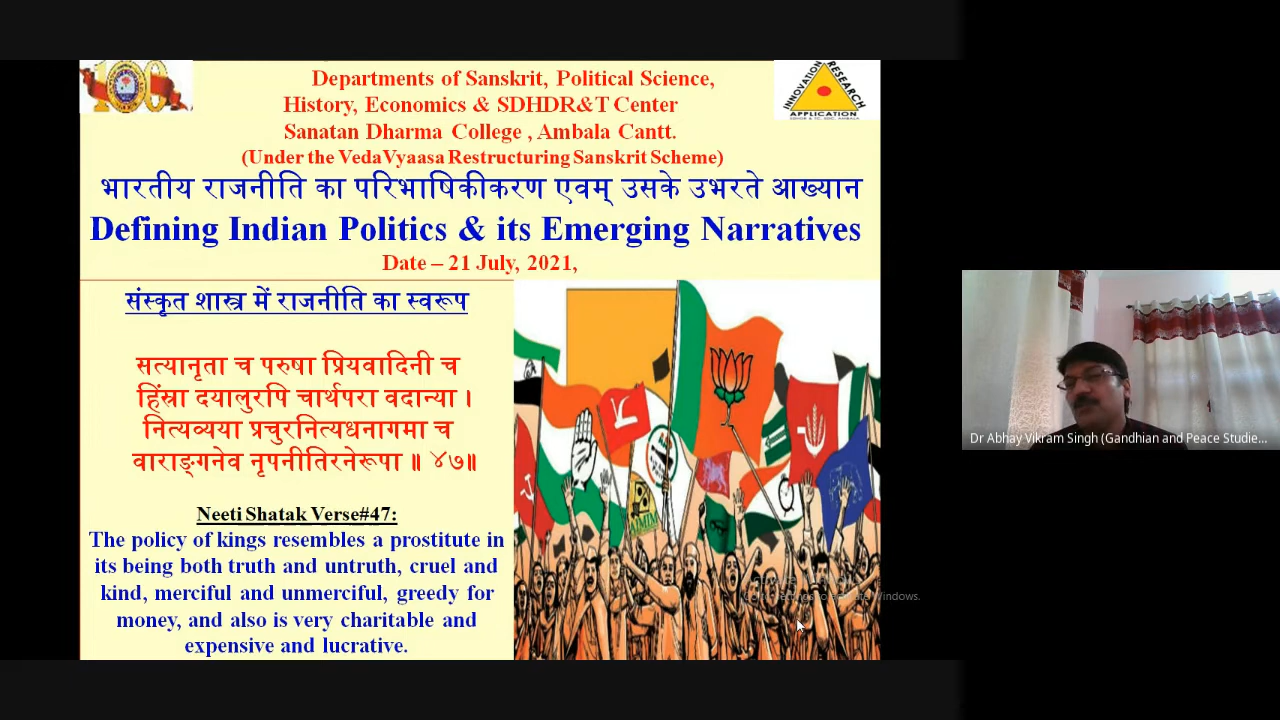 Departments of Sanskrit, Political Science,
History, Economics & SDHDR&T Center
Sanatan Dharma College , Ambala Cantt.
(Under the VedaVyaasa Restructuring Sanskrit Scheme)
भारतीय राजनीति का परिभाषिकीकरण एवम् उसके उभरते आख्यान
Defining Indian Politics & its Emerging Narratives
Date – 21 July, 2021,
100
INNOVATION
RESEARCH
APPLICATION
संस्कृत शास्त्र में राजनीति का स्वरूप
सत्यानृता च परुषा प्रियवादिनी च
हिंस्रा दयालुरपि चार्थपरा वदान्या ।
नित्यव्यया प्रचुरनित्यधनागमा च
वाराङ्गनेव नृपनीतिरनेरूपा ॥ ४७॥
Neeti Shatak Verse#47:
The policy of kings resembles a prostitute in
its being both truth and untruth, cruel and
kind, merciful and unmerciful, greedy for
money, and also is very charitable and
expensive and lucrative.
AIMIM
Dr Abhay Vikram Singh (Gandhian and Peace Studie...